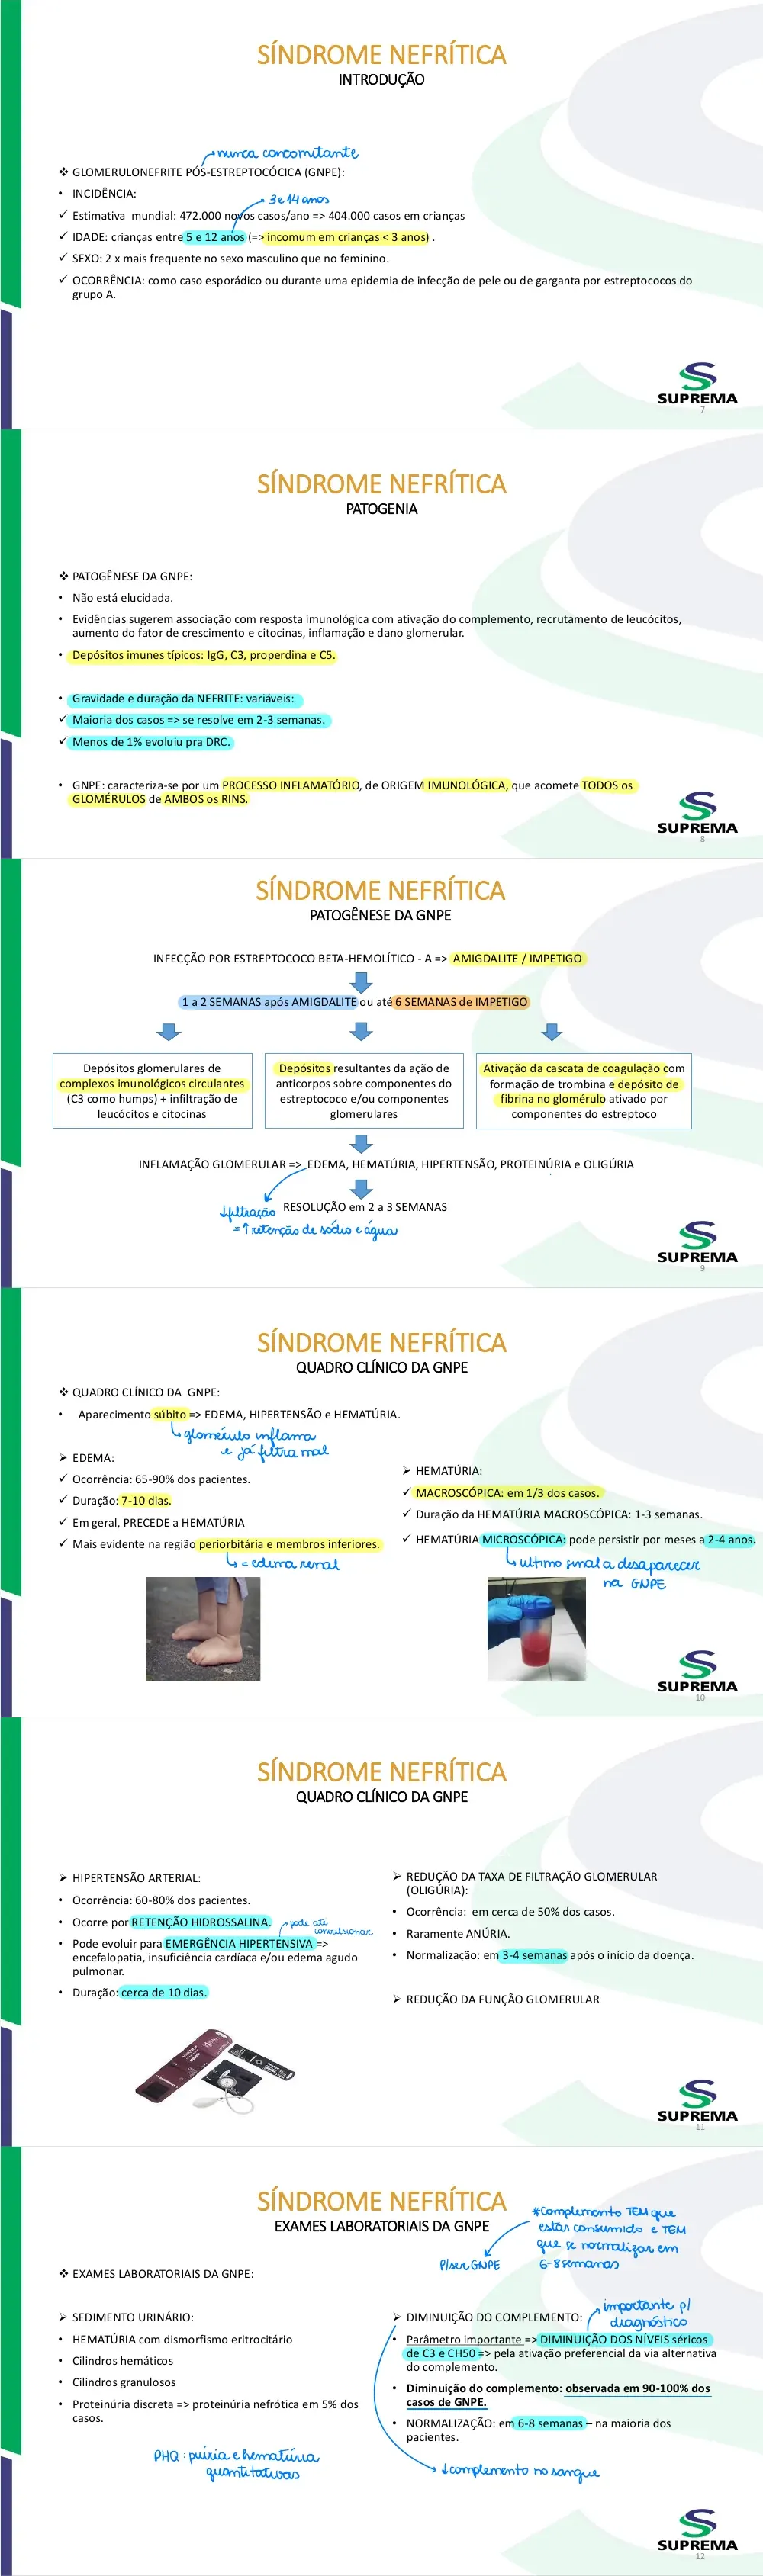 SÍNDROME NEFRÍTICA
INTRODUÇÃO
nunca concomitante
❖ GLOMERULONEFRITE PÓS-ESTREPTOCÓCICA (GNPE):
• INCIDÊNCIA:
3 e 14 anos
✓ Estimativa mundial: 472.000 novos casos/ano => 404.000 casos em crianças
✓ IDADE: crianças entre 5 e 12 anos (=> incomum em crianças < 3 anos) .
✓ SEXO: 2 x mais frequente no sexo masculino que no feminino.
✓ OCORRÊNCIA: como caso esporádico ou durante uma epidemia de infecção de pele ou de garganta por estreptococos do
grupo A.
SUPREMA
7
SÍNDROME NEFRÍTICA
PATOGENIA
❖ PATOGÊNESE DA GNPE:
• Não está elucidada.
• Evidências sugerem associação com resposta imunológica com ativação do complemento, recrutamento de leucócitos,
aumento do fator de crescimento e citocinas, inflamação e dano glomerular.
• Depósitos imunes típicos: IgG, C3, properdina e C5.
• Gravidade e duração da NEFRITE: variáveis:
✓ Maioria dos casos => se resolve em 2-3 semanas.
✓ Menos de 1% evoluiu pra DRC.
• GNPE: caracteriza-se por um PROCESSO INFLAMATÓRIO, de ORIGEM IMUNOLÓGICA, que acomete TODOS os
GLOMÉRULOS de AMBOS os RINS.
SUPREMA
8
SÍNDROME NEFRÍTICA
PATOGÊNESE DA GNPE
INFECÇÃO POR ESTREPTOCOCO BETA-HEMOLÍTICO - A => AMIGDALITE / IMPETIGO
1 a 2 SEMANAS após AMIGDALITE ou até 6 SEMANAS de IMPETIGO
Depósitos glomerulares de
complexos imunológicos circulantes
(C3 como humps) + infiltração de
leucócitos e citocinas
Depósitos resultantes da ação de
anticorpos sobre componentes do
estreptococo e/ou componentes
glomerulares
Ativação da cascata de coagulação com
formação de trombina e depósito de
fibrina no glomérulo ativado por
componentes do estreptoco
INFLAMAÇÃO GLOMERULAR => EDEMA, HEMATÚRIA, HIPERTENSÃO, PROTEINÚRIA e OLIGÚRIA
RESOLUÇÃO em 2 a 3 SEMANAS
↓filtração
= ↑retenção de sódio e água
SUPREMA
9
SÍNDROME NEFRÍTICA
QUADRO CLÍNICO DA GNPE
❖ QUADRO CLÍNICO DA GNPE:
• Aparecimento súbito => EDEMA, HIPERTENSÃO e HEMATÚRIA.
glomérulo inflama
e já filtra mal
➢ EDEMA:
✓ Ocorrência: 65-90% dos pacientes.
✓ Duração: 7-10 dias.
✓ Em geral, PRECEDE a HEMATÚRIA
✓ Mais evidente na região periorbitária e membros inferiores.
= edema renal
➢ HEMATÚRIA:
✓ MACROSCÓPICA: em 1/3 dos casos.
✓ Duração da HEMATÚRIA MACROSCÓPICA: 1-3 semanas.
✓ HEMATÚRIA MICROSCÓPICA: pode persistir por meses a 2-4 anos.
ultimo sinal a desaparecer
na GNPE
SUPREMA
10
SÍNDROME NEFRÍTICA
QUADRO CLÍNICO DA GNPE
➢ HIPERTENSÃO ARTERIAL:
• Ocorrência: 60-80% dos pacientes.
• Ocorre por RETENÇÃO HIDROSSALINA.
pode até
convulsionar
• Pode evoluir para EMERGÊNCIA HIPERTENSIVA =>
encefalopatia, insuficiência cardíaca e/ou edema agudo
pulmonar.
• Duração: cerca de 10 dias.
➢ REDUÇÃO DA TAXA DE FILTRAÇÃO GLOMERULAR
(OLIGÚRIA):
• Ocorrência: em cerca de 50% dos casos.
• Raramente ANÚRIA.
• Normalização: em 3-4 semanas após o início da doença.
➢ REDUÇÃO DA FUNÇÃO GLOMERULAR
SUPREMA
11
SÍNDROME NEFRÍTICA
EXAMES LABORATORIAIS DA GNPE
*Complemento TEM que
estar consumido e TEM
que se normalizar em
6-8 semanas
P/ ser GNPE
❖ EXAMES LABORATORIAIS DA GNPE:
➢ SEDIMENTO URINÁRIO:
• HEMATÚRIA com dismorfismo eritrocitário
• Cilindros hemáticos
• Cilindros granulosos
• Proteinúria discreta => proteinúria nefrótica em 5% dos
casos.
PHQ: piúria e hematúria
quantitativas
importante p/
diagnóstico
➢ DIMINUIÇÃO DO COMPLEMENTO:
• Parâmetro importante => DIMINUIÇÃO DOS NÍVEIS séricos
de C3 e CH50 => pela ativação preferencial da via alternativa
do complemento.
• Diminuição do complemento: observada em 90-100% dos
casos de GNPE.
• NORMALIZAÇÃO: em 6-8 semanas – na maioria dos
pacientes.
↓complemento no sangue
SUPREMA
12